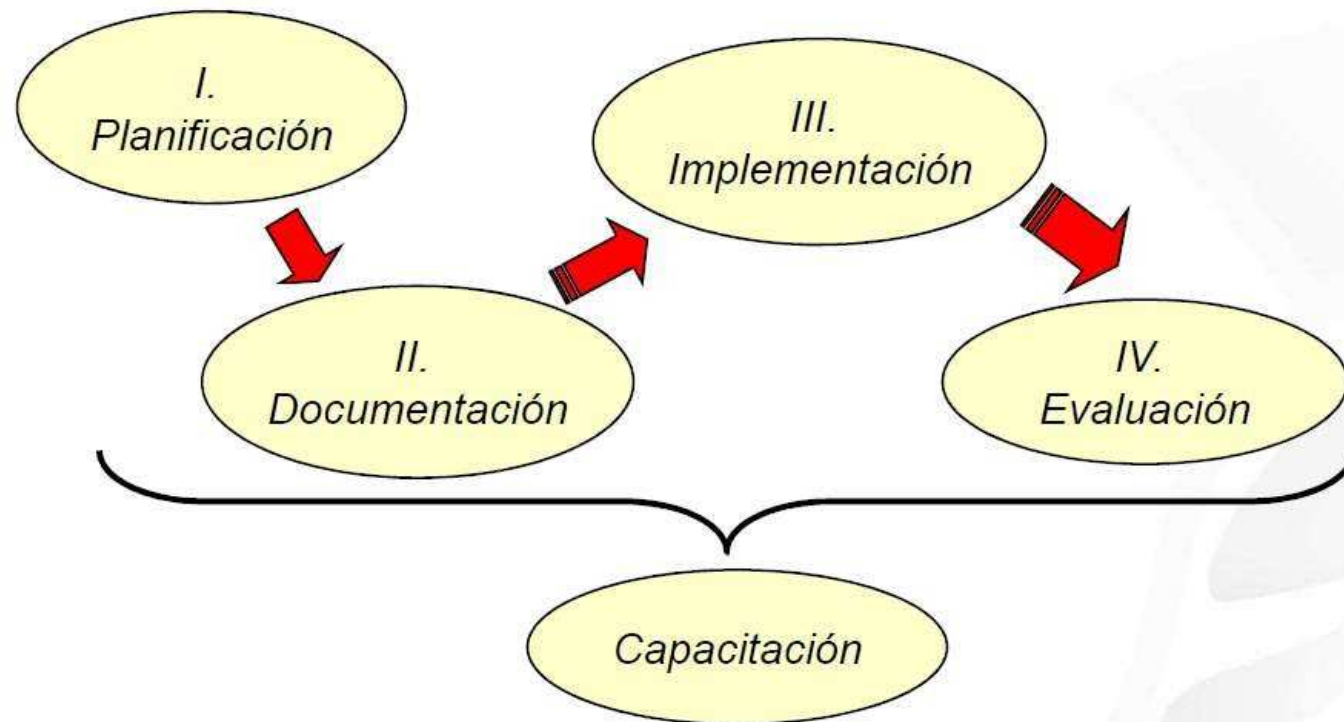 I.
Planificación
II.
Documentación
III.
Implementación
IV.
Evaluación
Capacitación